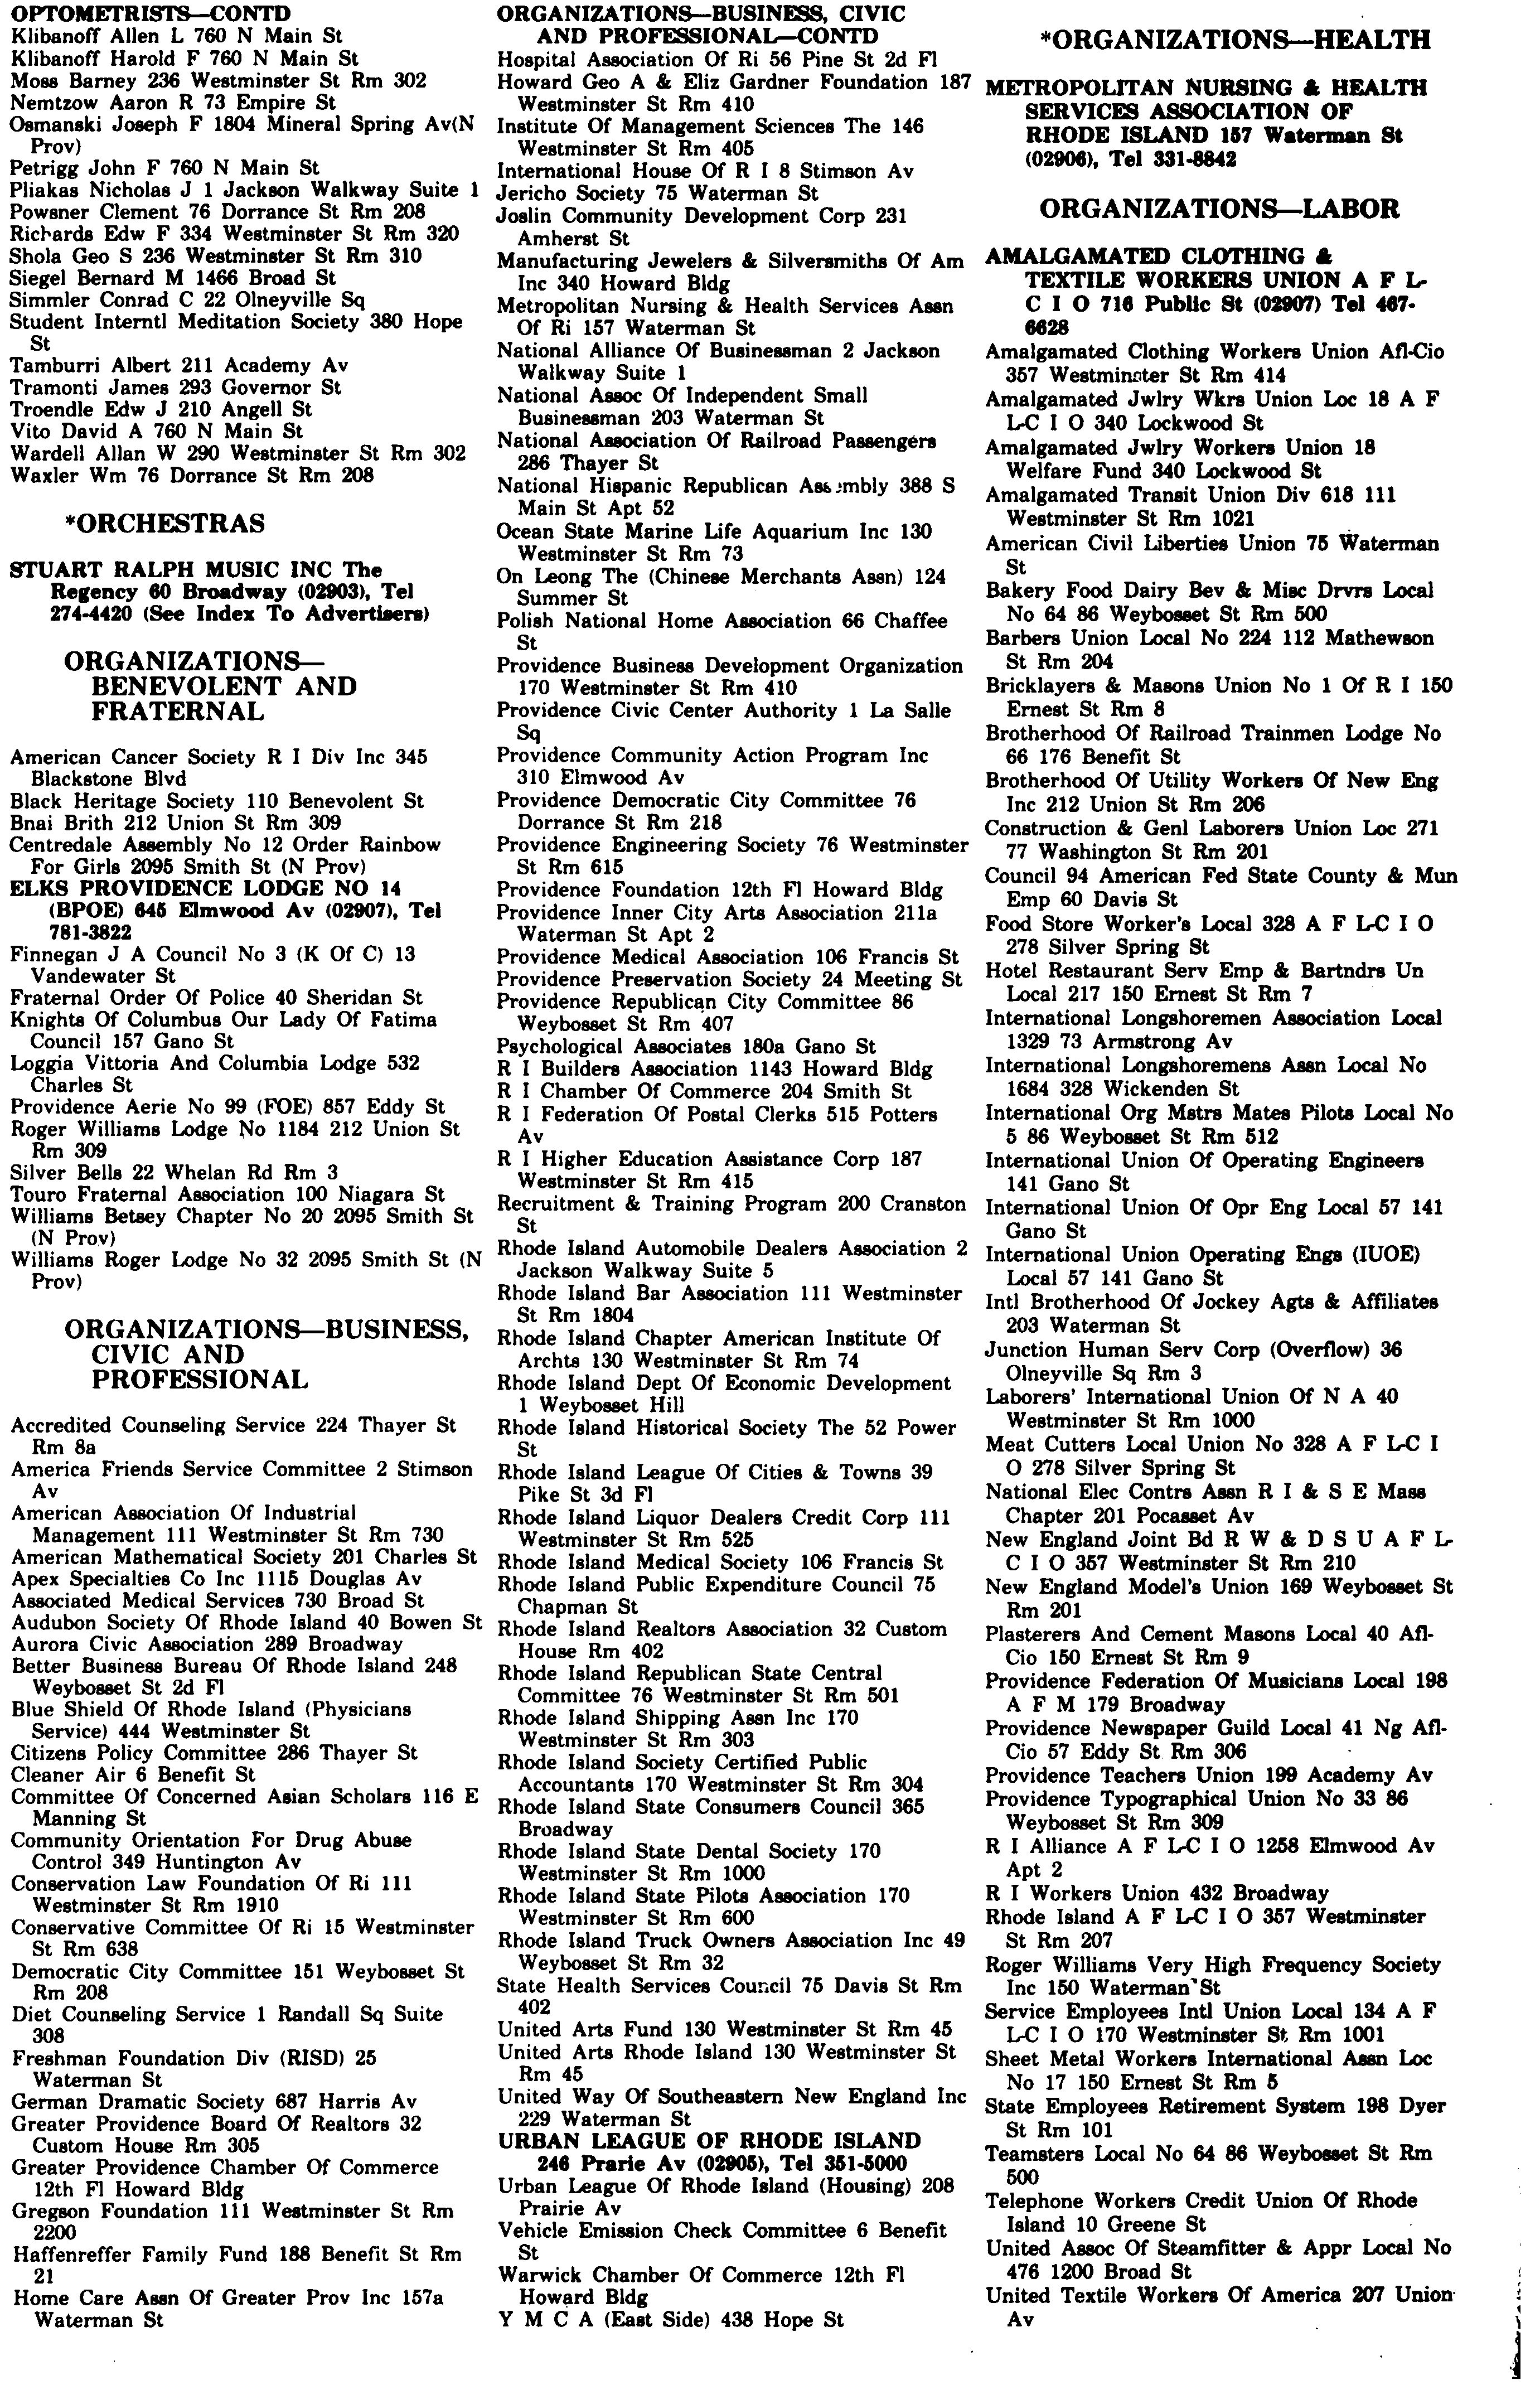 OPTOMETRISTS—CONTD
Klibanoff Allen L 760 N Main St
Klibanoff Harold F 760 N Main St
Moss Barney 236 Westminster St Rm 302
Nemtzow Aaron R 73 Empire St
Osmanski Joseph F 1804 Mineral Spring Av(N
Prov)
Petrigg John F 760 N Main St
Pliakas Nicholas J 1 Jackson Walkway Suite 1
Powsner Clement 76 Dorrance St Rm 208
Richards Edw F 334 Westminster St Rm 320
Shola Geo S 236 Westminster St Rm 310
Siegel Bernard M 1466 Broad St
Simmler Conrad C 22 Olneyville Sq
Student Interntl Meditation Society 380 Hope
St
Tamburri Albert 211 Academy Av
Tramonti James 293 Governor St
Troendle Edw J 210 Angell St
Vito David A 760 N Main St
Wardell Allan W 290 Westminster St Rm 302
Waxler Wm 76 Dorrance St Rm 208
*ORCHESTRAS
STUART RALPH MUSIC INC The
Regency 60 Broadway (02903), Tel
274-4420 (See Index To Advertisers)
ORGANIZATIONS—
BENEVOLENT AND
FRATERNAL
American Cancer Society R I Div Inc 345
Blackstone Blvd
Black Heritage Society 110 Benevolent St
Bnai Brith 212 Union St Rm 309
Centredale Assembly No 12 Order Rainbow
For Girls 2095 Smith St (N Prov)
ELKS PROVIDENCE LODGE NO 14
(BPOE) 645 Elmwood Av (02907), Tel
781-3822
Finnegan J A Council No 3 (K Of C) 13
Vandewater St
Fraternal Order Of Police 40 Sheridan St
Knights Of Columbus Our Lady Of Fatima
Council 157 Gano St
Loggia Vittoria And Columbia Lodge 532
Charles St
Providence Aerie No 99 (FOE) 857 Eddy St
Roger Williams Lodge No 1184 212 Union St
Rm 309
Silver Bells 22 Whelan Rd Rm 3
Touro Fraternal Association 100 Niagara St
Williams Betsey Chapter No 20 2095 Smith St
(N Prov)
Williams Roger Lodge No 32 2095 Smith St (N
Prov)
ORGANIZATIONS—BUSINESS,
CIVIC AND
PROFESSIONAL
Accredited Counseling Service 224 Thayer St
Rm 8a
America Friends Service Committee 2 Stimson
Av
American Association Of Industrial
Management 111 Westminster St Rm 730
American Mathematical Society 201 Charles St
Apex Specialties Co Inc 1115 Douglas Av
Associated Medical Services 730 Broad St
Audubon Society Of Rhode Island 40 Bowen St
Aurora Civic Association 289 Broadway
Better Business Bureau Of Rhode Island 248
Weybosset St 2d Fl
Blue Shield Of Rhode Island (Physicians
Service) 444 Westminster St
Citizens Policy Committee 286 Thayer St
Cleaner Air 6 Benefit St
Committee Of Concerned Asian Scholars 116 E
Manning St
Community Orientation For Drug Abuse
Control 349 Huntington Av
Conservation Law Foundation Of Ri 111
Westminster St Rm 1910
Conservative Committee Of Ri 15 Westminster
St Rm 638
Democratic City Committee 151 Weybosset St
Rm 208
Diet Counseling Service 1 Randall Sq Suite
308
Freshman Foundation Div (RISD) 25
Waterman St
German Dramatic Society 687 Harris Av
Greater Providence Board Of Realtors 32
Custom House Rm 305
Greater Providence Chamber Of Commerce
12th Fl Howard Bldg
Gregson Foundation 111 Westminster St Rm
2200
Haffenreffer Family Fund 188 Benefit St Rm
21
Home Care Assn Of Greater Prov Inc 157a
Waterman St
ORGANIZATIONS—BUSINESS, CIVIC
AND PROFESSIONAL—CONTD
Hospital Association Of Ri 56 Pine St 2d Fl
Howard Geo A & Eliz Gardner Foundation 187
Westminster St Rm 410
Institute Of Management Sciences The 146
Westminster St Rm 405
International House Of R I 8 Stimson Av
Jericho Society 75 Waterman St
Joslin Community Development Corp 231
Amherst St
Manufacturing Jewelers & Silversmiths Of Am
Inc 340 Howard Bldg
Metropolitan Nursing & Health Services Assn
Of Ri 157 Waterman St
National Alliance Of Businessman 2 Jackson
Walkway Suite 1
National Assoc Of Independent Small
Businessman 203 Waterman St
National Association Of Railroad Passengers
286 Thayer St
National Hispanic Republican Assembly 388 S
Main St Apt 52
Ocean State Marine Life Aquarium Inc 130
Westminster St Rm 73
On Leong The (Chinese Merchants Assn) 124
Summer St
Polish National Home Association 66 Chaffee
St
Providence Business Development Organization
170 Westminster St Rm 410
Providence Civic Center Authority 1 La Salle
Sq
Providence Community Action Program Inc
310 Elmwood Av
Providence Democratic City Committee 76
Dorrance St Rm 218
Providence Engineering Society 76 Westminster
St Rm 615
Providence Foundation 12th Fl Howard Bldg
Providence Inner City Arts Association 211a
Waterman St Apt 2
Providence Medical Association 106 Francis St
Providence Preservation Society 24 Meeting St
Providence Republican City Committee 86
Weybosset St Rm 407
Psychological Associates 180a Gano St
R I Builders Association 1143 Howard Bldg
R I Chamber Of Commerce 204 Smith St
R I Federation Of Postal Clerks 515 Potters
Av
R I Higher Education Assistance Corp 187
Westminster St Rm 415
Recruitment & Training Program 200 Cranston
St
Rhode Island Automobile Dealers Association 2
Jackson Walkway Suite 5
Rhode Island Bar Association 111 Westminster
St Rm 1804
Rhode Island Chapter American Institute Of
Archts 130 Westminster St Rm 74
Rhode Island Dept Of Economic Development
1 Weybosset Hill
Rhode Island Historical Society The 52 Power
St
Rhode Island League Of Cities & Towns 39
Pike St 3d Fl
Rhode Island Liquor Dealers Credit Corp 111
Westminster St Rm 525
Rhode Island Medical Society 106 Francis St
Rhode Island Public Expenditure Council 75
Chapman St
Rhode Island Realtors Association 32 Custom
House Rm 402
Rhode Island Republican State Central
Committee 76 Westminster St Rm 501
Rhode Island Shipping Assn Inc 170
Westminster St Rm 303
Rhode Island Society Certified Public
Accountants 170 Westminster St Rm 304
Rhode Island State Consumers Council 365
Broadway
Rhode Island State Dental Society 170
Westminster St Rm 1000
Rhode Island State Pilots Association 170
Westminster St Rm 600
Rhode Island Truck Owners Association Inc 49
Weybosset St Rm 32
State Health Services Council 75 Davis St Rm
402
United Arts Fund 130 Westminster St Rm 45
United Arts Rhode Island 130 Westminster St
Rm 45
United Way Of Southeastern New England Inc
229 Waterman St
URBAN LEAGUE OF RHODE ISLAND
246 Prarie Av (02905), Tel 351-5000
Urban League Of Rhode Island (Housing) 208
Prairie Av
Vehicle Emission Check Committee 6 Benefit
St
Warwick Chamber Of Commerce 12th Fl
Howard Bldg
Y M C A (East Side) 438 Hope St
*ORGANIZATIONS—HEALTH
METROPOLITAN NURSING & HEALTH
SERVICES ASSOCIATION OF
RHODE ISLAND 157 Waterman St
(02906), Tel 331-8842
ORGANIZATIONS—LABOR
AMALGAMATED CLOTHING &
TEXTILE WORKERS UNION A F L-
C I O 716 Public St (02907) Tel 467-
6628
Amalgamated Clothing Workers Union Afl-Cio
357 Westminster St Rm 414
Amalgamated Jwlry Wkrs Union Loc 18 A F
L-C I O 340 Lockwood St
Amalgamated Jwlry Workers Union 18
Welfare Fund 340 Lockwood St
Amalgamated Transit Union Div 618 111
Westminster St Rm 1021
American Civil Liberties Union 75 Waterman
St
Bakery Food Dairy Bev & Misc Drvrs Local
No 64 86 Weybosset St Rm 500
Barbers Union Local No 224 112 Mathewson
St Rm 204
Bricklayers & Masons Union No 1 Of R I 150
Ernest St Rm 8
Brotherhood Of Railroad Trainmen Lodge No
66 176 Benefit St
Brotherhood Of Utility Workers Of New Eng
Inc 212 Union St Rm 206
Construction & Genl Laborers Union Loc 271
77 Washington St Rm 201
Council 94 American Fed State County & Mun
Emp 60 Davis St
Food Store Worker's Local 328 A F L-C I O
278 Silver Spring St
Hotel Restaurant Serv Emp & Bartndrs Un
Local 217 150 Ernest St Rm 7
International Longshoremen Association Local
1329 73 Armstrong Av
International Longshoremens Assn Local No
1684 328 Wickenden St
International Org Mstrs Mates Pilots Local No
5 86 Weybosset St Rm 512
International Union Of Operating Engineers
141 Gano St
International Union Of Opr Eng Local 57 141
Gano St
International Union Operating Engs (IUOE)
Local 57 141 Gano St
Intl Brotherhood Of Jockey Agts & Affiliates
203 Waterman St
Junction Human Serv Corp (Overflow) 36
Olneyville Sq Rm 3
Laborers' International Union Of N A 40
Westminster St Rm 1000
Meat Cutters Local Union No 328 A F L-C I
O 278 Silver Spring St
National Elec Contrs Assn R I & S E Mass
Chapter 201 Pocasset Av
New England Joint Bd R W & D S U A F L-
C I O 357 Westminster St Rm 210
New England Model's Union 169 Weybosset St
Rm 201
Plasterers And Cement Masons Local 40 Afl-
Cio 150 Ernest St Rm 9
Providence Federation Of Musicians Local 198
A F M 179 Broadway
Providence Newspaper Guild Local 41 Ng Afl-
Cio 57 Eddy St Rm 306
Providence Teachers Union 199 Academy Av
Providence Typographical Union No 33 86
Weybosset St Rm 309
R I Alliance A F L-C I O 1258 Elmwood Av
Apt 2
R I Workers Union 432 Broadway
Rhode Island A F L-C I O 357 Westminster
St Rm 207
Roger Williams Very High Frequency Society
Inc 150 Waterman St
Service Employees Intl Union Local 134 A F
L-C I O 170 Westminster St Rm 1001
Sheet Metal Workers International Assn Loc
No 17 150 Ernest St Rm 5
State Employees Retirement System 198 Dyer
St Rm 101
Teamsters Local No 64 86 Weybosset St Rm
500
Telephone Workers Credit Union Of Rhode
Island 10 Greene St
United Assoc Of Steamfitter & Appr Local No
476 1200 Broad St
United Textile Workers Of America 207 Union
Av